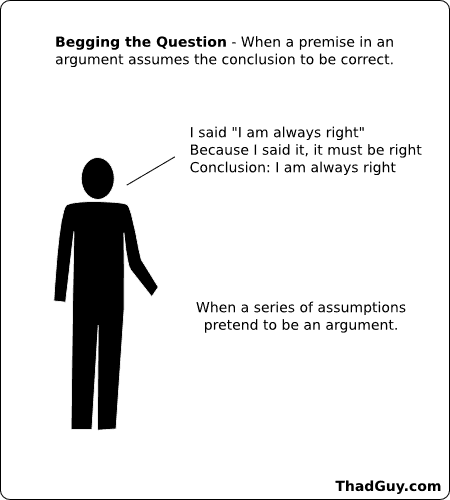 Begging the Question - When a premise in an
argument assumes the conclusion to be correct.
I said "I am always right"
Because I said it, it must be right
Conclusion: I am always right
When a series of assumptions
pretend to be an argument.
ThadGuy.com